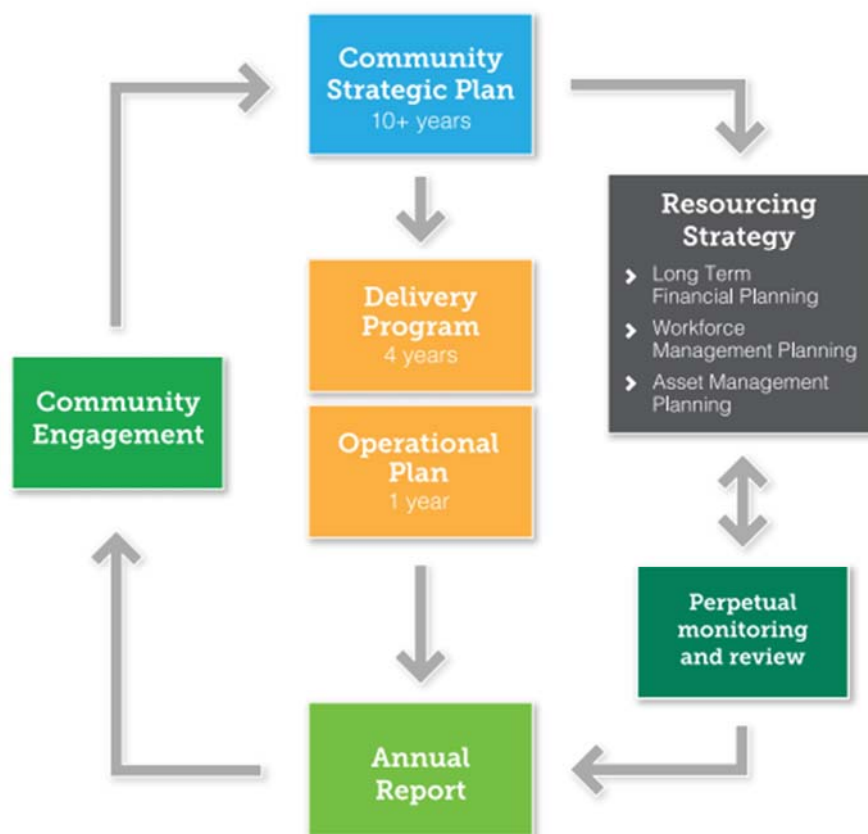 Community
Strategic Plan
10+ years
Resourcing
Strategy
Long Term
Financial Planning
Workforce
Management Planning
Asset Management
Planning
Delivery
Program
4 years
Community
Engagement
Operational
Plan
1 year
Perpetual
monitoring
and review
Annual
Report